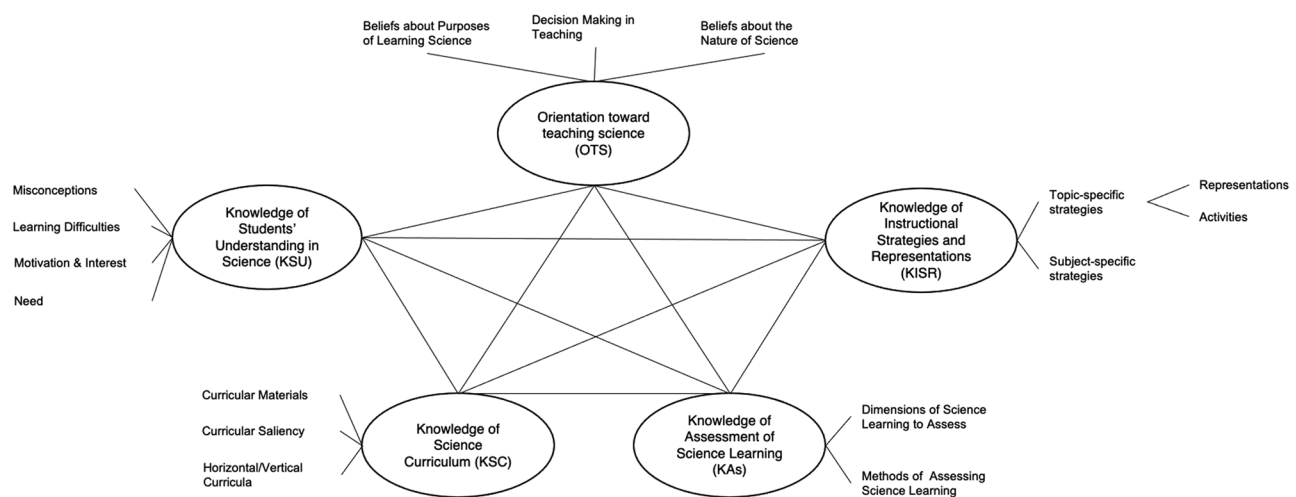 Beliefs about Purposes
of Learning Science
Decision Making in
Teaching
Beliefs about the
Nature of Science
Orientation toward
teaching science
(OTS)
Misconceptions
Learning Difficulties
Motivation & Interest
Need
Knowledge of
Students'
Understanding in
Science (KSU)
Knowledge of
Instructional
Strategies and
Representations
(KISR)
Topic-specific
strategies
Representations
Activities
Subject-specific
strategies
Curricular Materials
Curricular Saliency
Horizontal/Vertical
Curricula
Knowledge of
Science
Curriculum (KSC)
Knowledge of
Assessment of
Science Learning
(KAs)
Dimensions of Science
Learning to Assess
Methods of Assessing
Science Learning